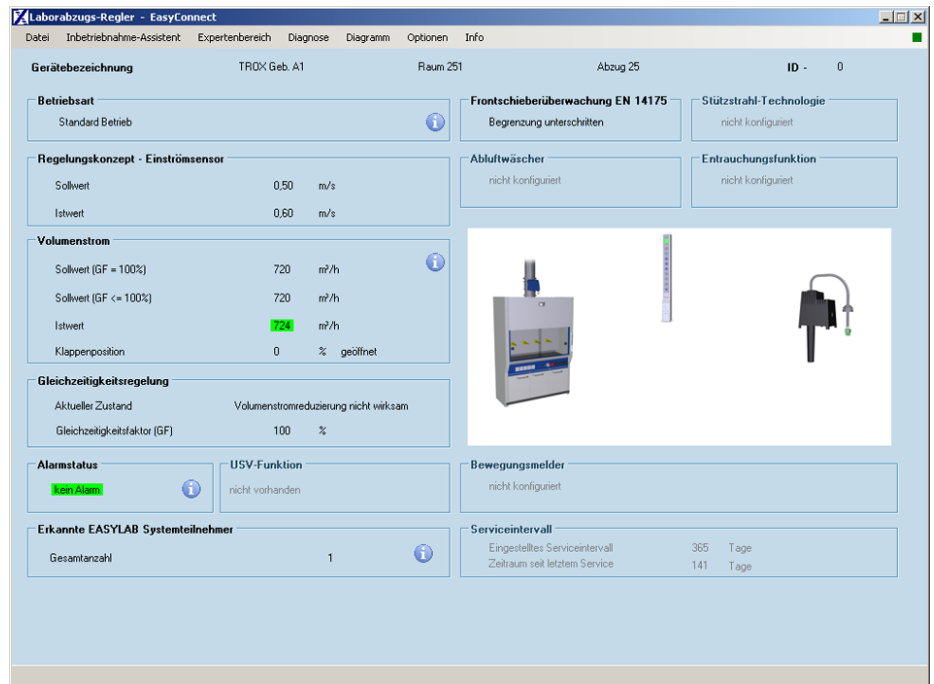 Laborabzugs-Regler - EasyConnect
Datei Inbetriebnahme-Assistent Expertenbereich Diagnose Diagramm Optionen Info
Gerätebezeichnung TROX Geb. A1 Raum 251 Abzug 25 ID - 0
Betriebsart
Standard Betrieb
Frontschieberüberwachung EN 14175
Begrenzung unterschritten
Stützstrahl-Technologie
nicht konfiguriert
Regelungskonzept - Einströmsensor
Sollwert 0,50 m/s
Istwert 0,60 m/s
Abluftwäscher
nicht konfiguriert
Entrauchungsfunktion
nicht konfiguriert
Volumenstrom
Sollwert (GF = 100%) 720 m³/h
Sollwert (GF <= 100%) 720 m³/h
Istwert 724 m³/h
Klappenposition 0 % geöffnet
Gleichzeitigkeitsregelung
Aktueller Zustand Volumenstromreduzierung nicht wirksam
Gleichzeitigkeitsfaktor (GF) 100 %
Alarmstatus
kein Alarm
USV-Funktion
nicht vorhanden
Bewegungsmelder
nicht konfiguriert
Erkannte EASYLAB Systemteilnehmer
Gesamtanzahl 1
Serviceintervall
Eingestelltes Serviceintervall 365 Tage
Zeitraum seit letztem Service 141 Tage